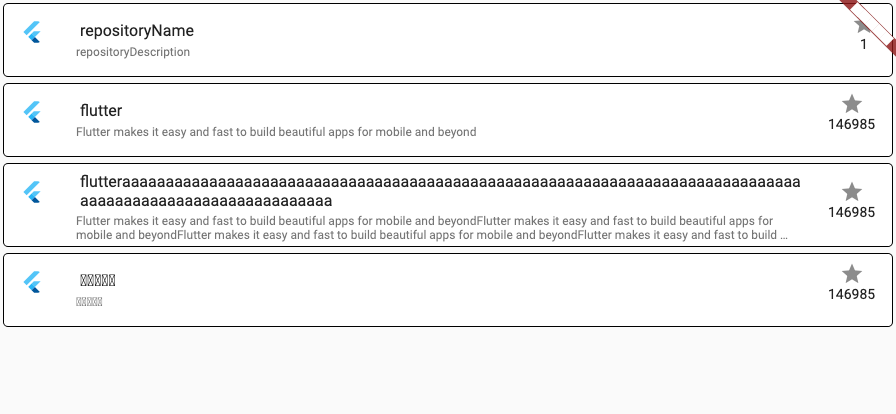 repositoryName
repositoryDescription
1
flutter
Flutter makes it easy and fast to build beautiful apps for mobile and beyond
146985
flutteraaaaaaaaaaaaaaaaaaaaaaaaaaaaaaaaaaaaaaaaaaaaaaaaaaaaaaaaaaaaaaaaaaaaaaaaaaaaaa
aaaaaaaaaaaaaaaaaaaaaaaaaaaaa
Flutter makes it easy and fast to build beautiful apps for mobile and beyondFlutter makes it easy and fast to build beautiful apps for
mobile and beyondFlutter makes it easy and fast to build beautiful apps for mobile and beyondFlutter makes it easy and fast to build …
146985
146985